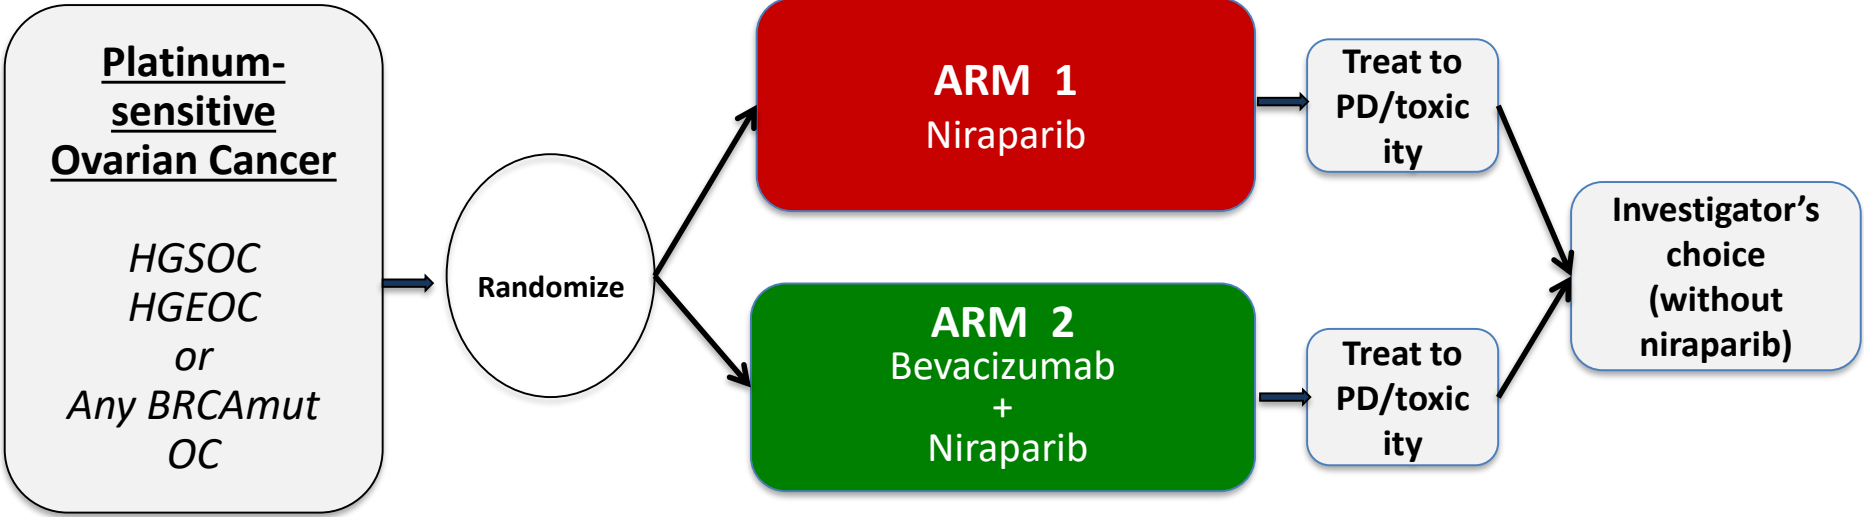 Platinum-
sensitive
Ovarian Cancer
HGSOC
HGEOC
or
Any BRCAmut
OC
Randomize
ARM 1
Niraparib
ARM 2
Bevacizumab
+
Niraparib
Treat to
PD/toxic
ity
Treat to
PD/toxic
ity
Investigator’s
choice
(without
niraparib)